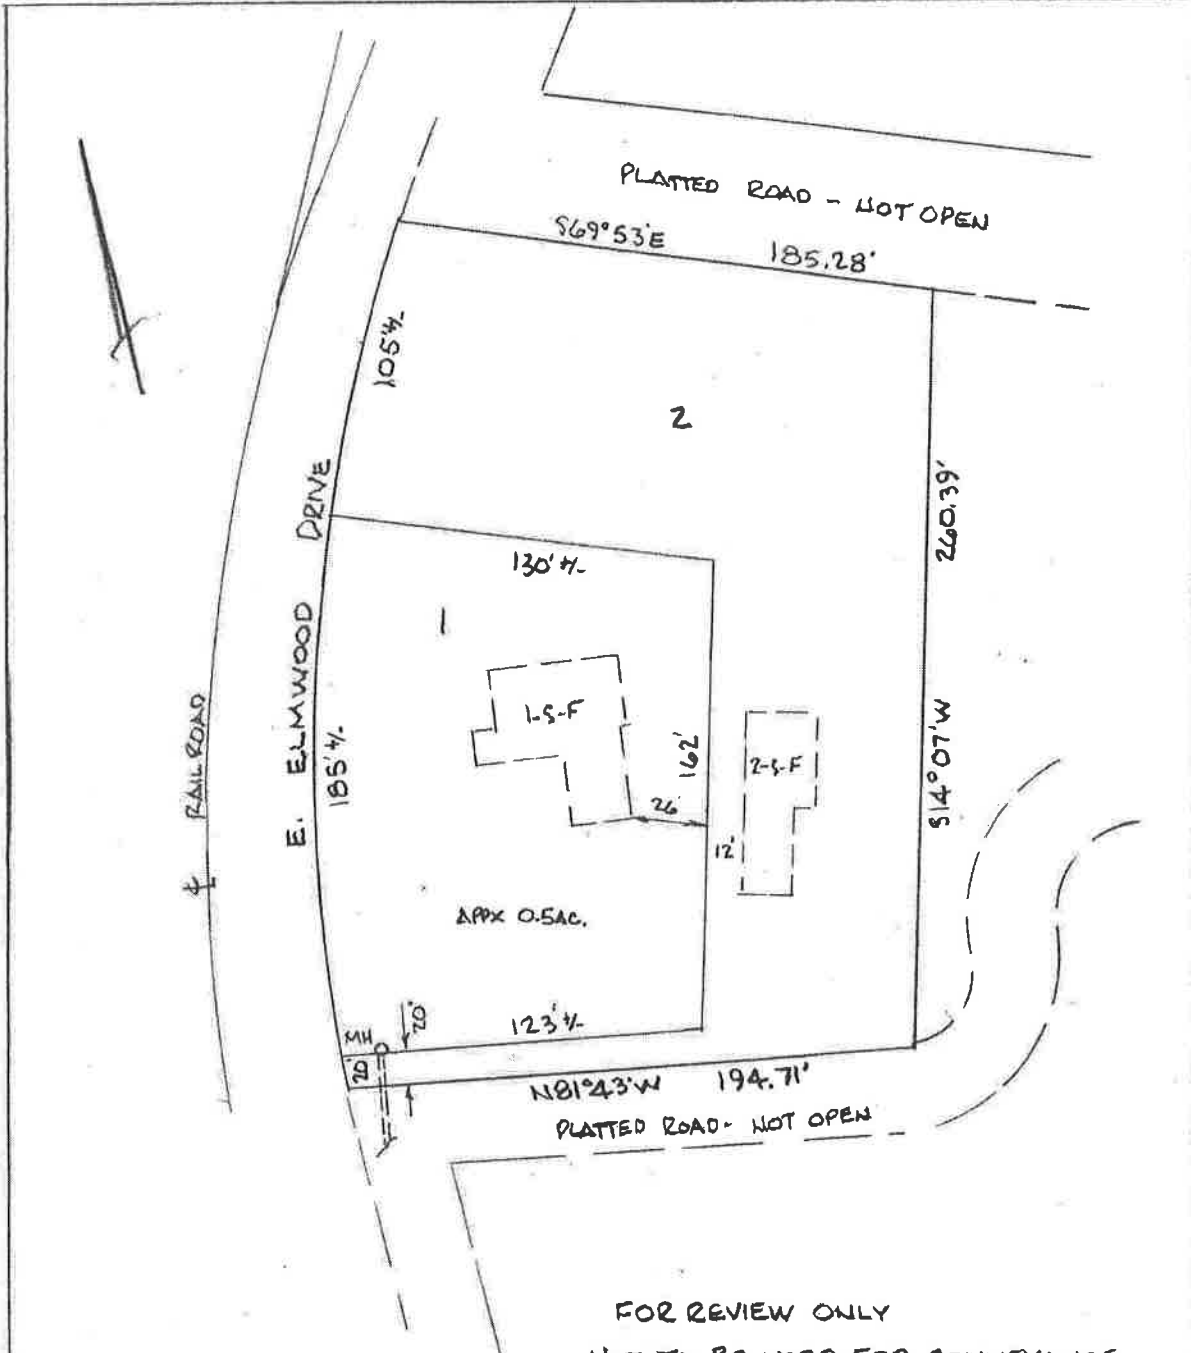 PLATTED ROAD - NOT OPEN
S69°53'E 185.28'
105'+/-
2
E. ELMWOOD DRIVE
130'+/-
260.39'
1
1-S-F
RAILROAD
185'+/-
162'
2-S-F
S14°07'W
26'
12'
APPX 0.5AC.
MH
20'
123'+/-
20'
N81°43'W 194.71'
PLATTED ROAD- NOT OPEN
FOR REVIEW ONLY